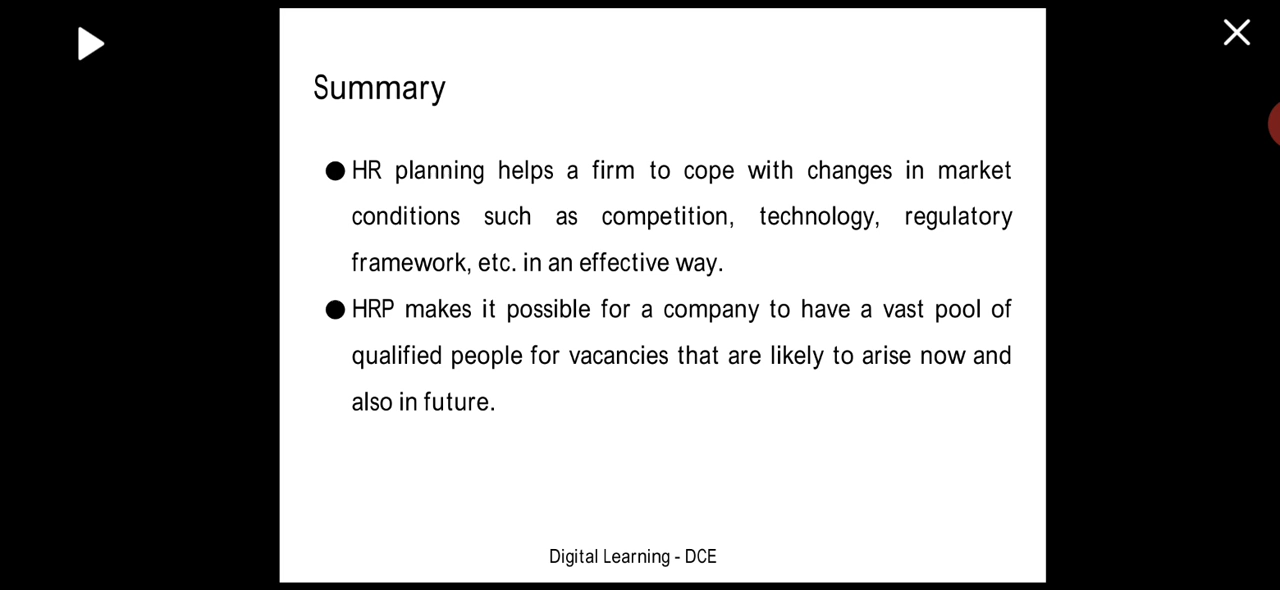 Summary
● HR planning helps a firm to cope with changes in market
conditions such as competition, technology, regulatory
framework, etc. in an effective way.
● HRP makes it possible for a company to have a vast pool of
qualified people for vacancies that are likely to arise now and
also in future.
Digital Learning - DCE